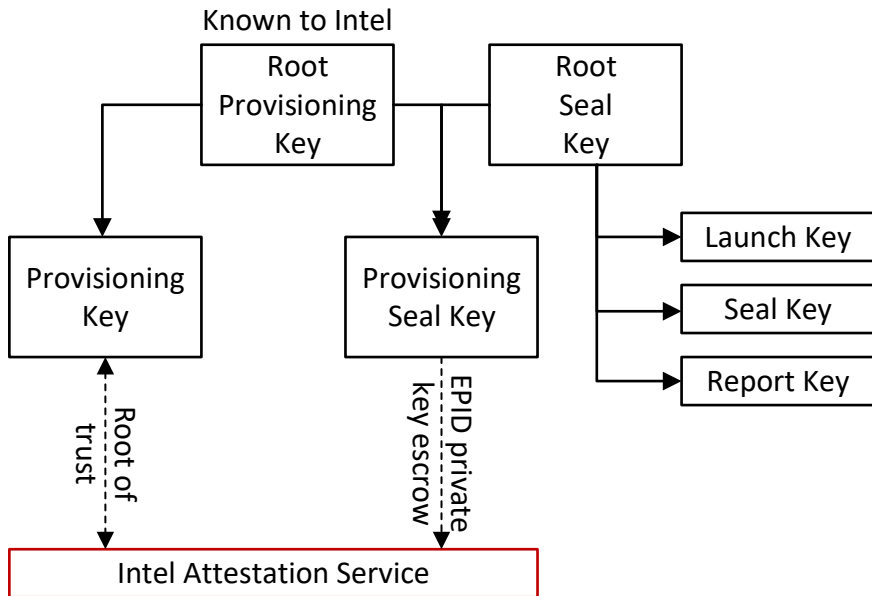 Known to Intel
Root
Provisioning
Key
Root
Seal
Key
Provisioning
Key
Provisioning
Seal Key
Launch Key
Seal Key
Report Key
Root of
trust
EPID private
key escrow
Intel Attestation Service